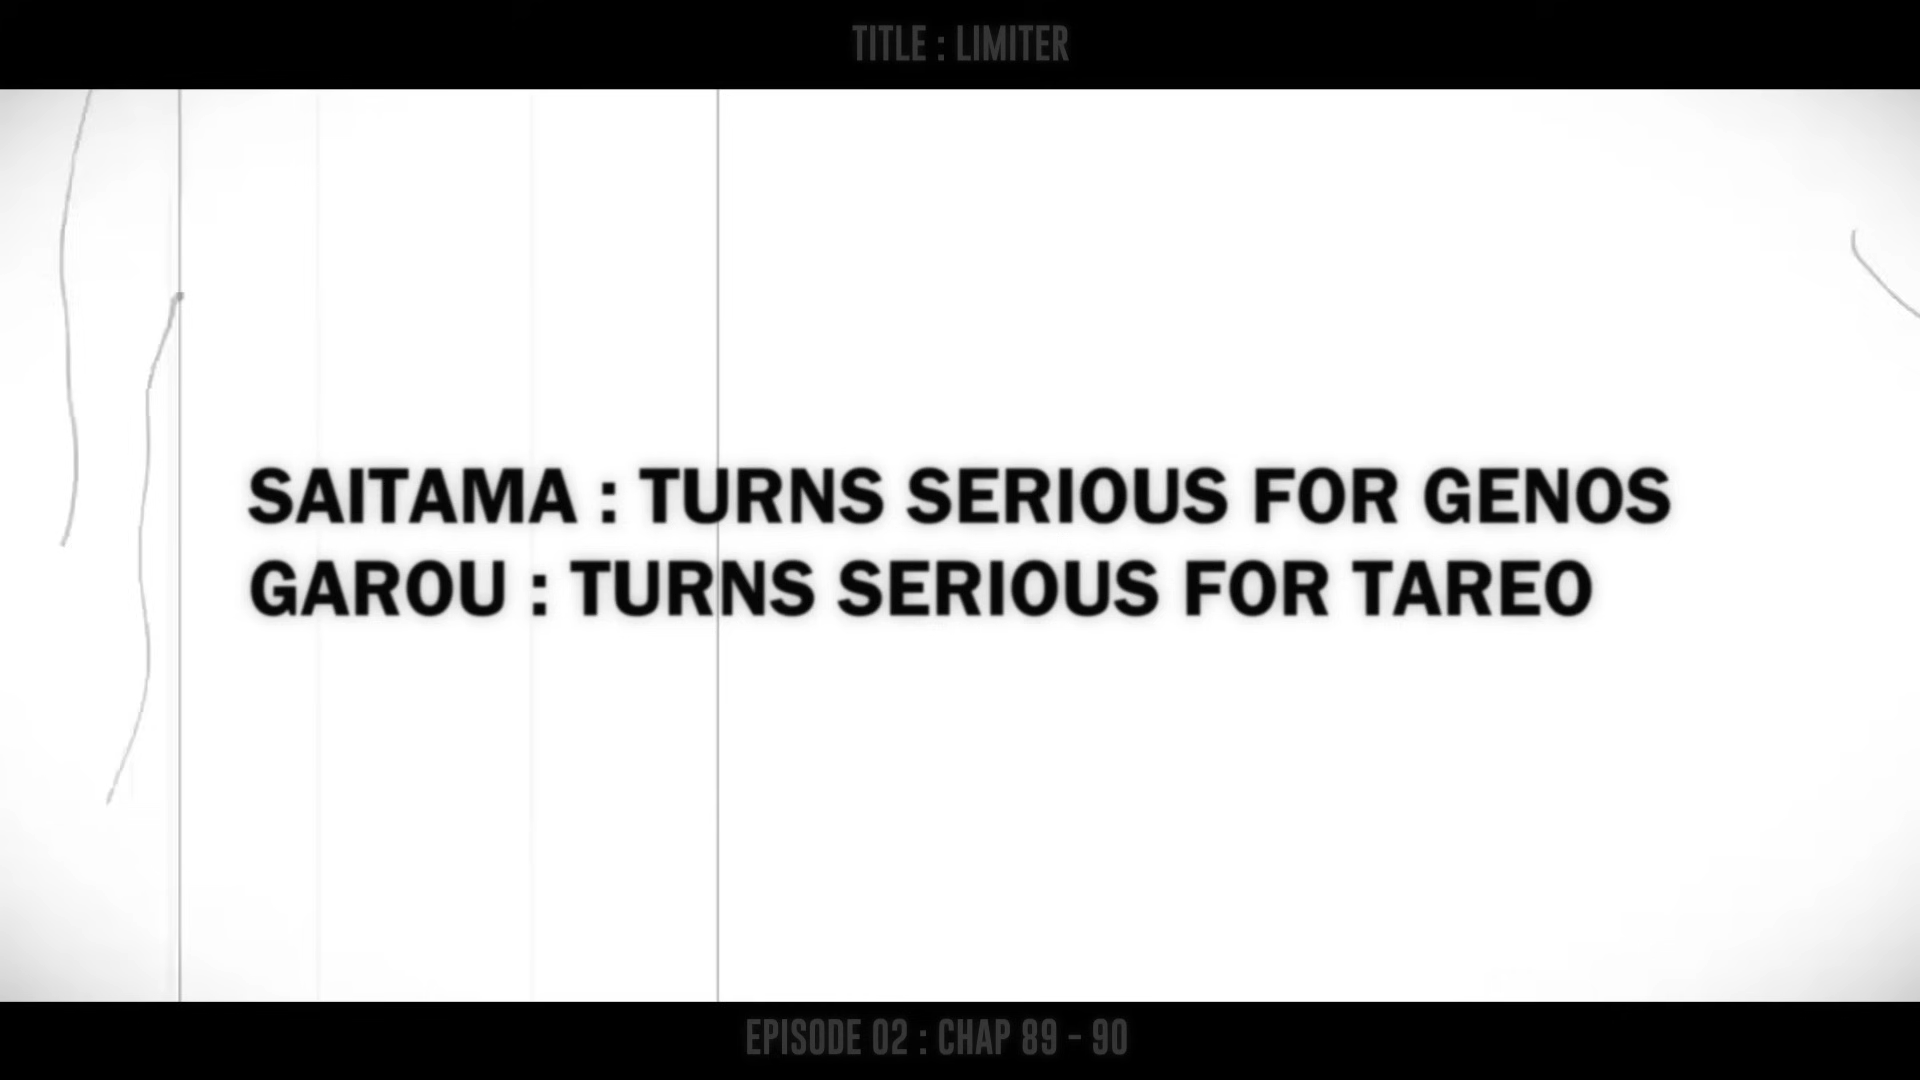 TITLE : LIMITER
SAITAMA : TURNS SERIOUS FOR GENOS
GAROU : TURNS SERIOUS FOR TAREO
EPISODE 02 : CHAP 89 - 90